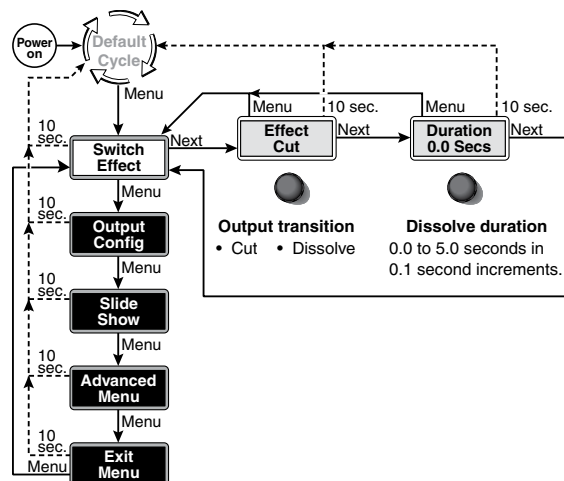 Power
on
Default
Cycle
Menu
10
sec.
Menu
10 sec.
Menu
10 sec.
Switch
Effect
Next
Effect
Cut
Next
Duration
0.0 Secs
Next
Menu
10
sec.
Output
Config
Output transition
• Cut • Dissolve
Dissolve duration
0.0 to 5.0 seconds in
0.1 second increments.
Menu
10
sec.
Slide
Show
Menu
10
sec.
Advanced
Menu
Menu
10
sec.
Menu
Exit
Menu